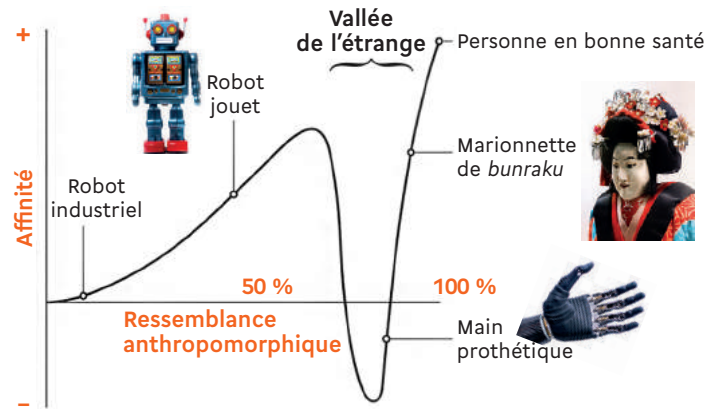 +
Vallée
de l'étrange
Personne en bonne santé
Robot
jouet
Marionnette
de bunraku
Robot
industriel
Affinité
50 %
100 %
Ressemblance
anthropomorphique
Main
prothétique
–